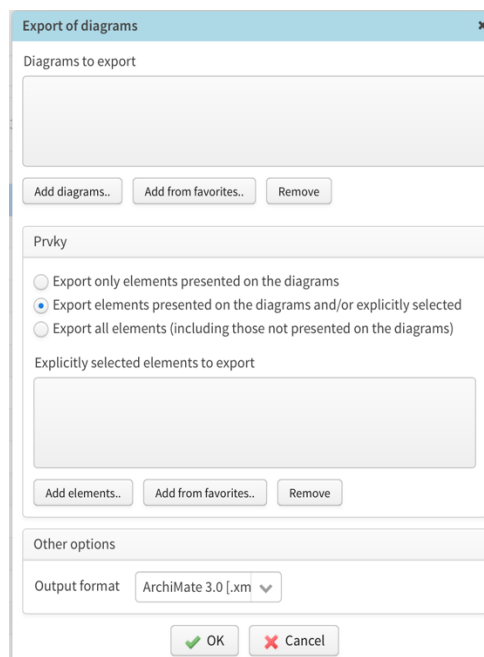 Export of diagrams
Diagrams to export
Add diagrams.. Add from favorites.. Remove
Prvky
Export only elements presented on the diagrams
Export elements presented on the diagrams and/or explicitly selected
Export all elements (including those not presented on the diagrams)
Explicitly selected elements to export
Add elements.. Add from favorites.. Remove
Other options
Output format ArchiMate 3.0 [.xm
OK Cancel